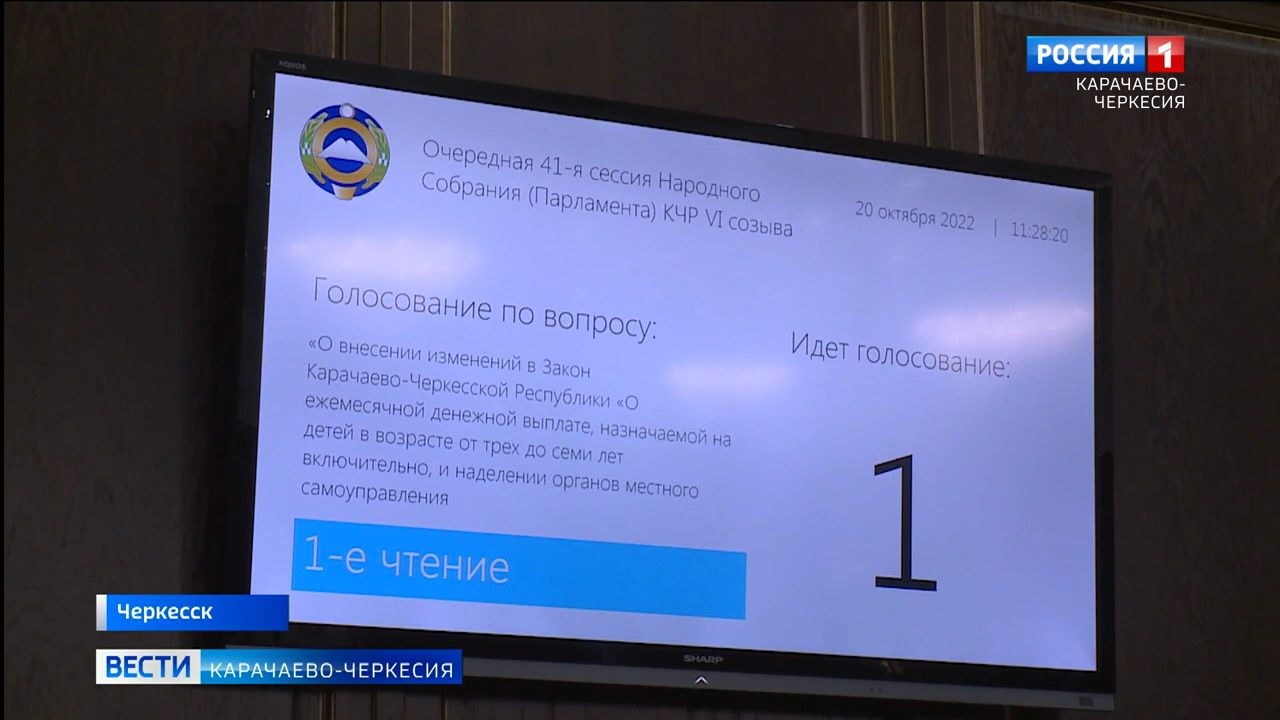 AQUOS
РОССИЯ 1
КАРАЧАЕВО-
ЧЕРКЕСИЯ
Очередная 41-я сессия Народного
Собрания (Парламента) КЧР VI созыва
20 октября 2022 | 11:28:20
Голосование по вопросу:
«О внесении изменений в Закон
Карачаево-Черкесской Республики «О
ежемесячной денежной выплате, назначаемой на
детей в возрасте от трех до семи лет
включительно, и наделении органов местного
самоуправления
1-е чтение
Идет голосование:
1
SHARP
Черкесск
ВЕСТИ КАРАЧАЕВО-ЧЕРКЕСИЯ